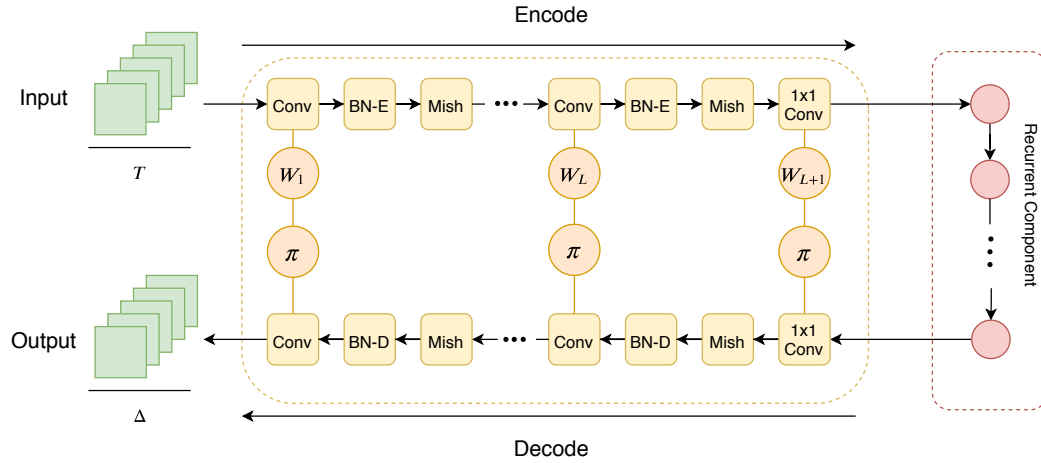 Encode
Input
T
Conv
BN-E
Mish
...
Conv
BN-E
Mish
1x1
Conv
W1
WL
WL+1
π
π
π
Recurrent Component
...
Output
Δ
Conv
BN-D
Mish
...
Conv
BN-D
Mish
1x1
Conv
Decode